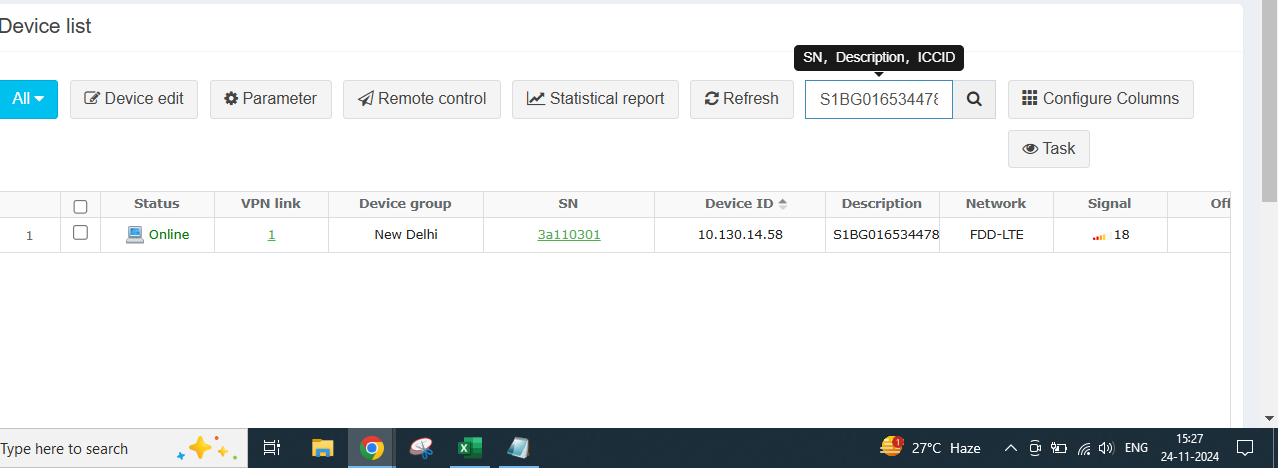 Device list
SN, Description, ICCID
All Device edit Parameter Remote control Statistical report Refresh S1BG016534478 Configure Columns
Task
Status VPN link Device group SN Device ID Description Network Signal Off
1 Online 1 New Delhi 3a110301 10.130.14.58 S1BG016534478 FDD-LTE 18
Type here to search 1 27°C Haze ENG 15:27
24-11-2024